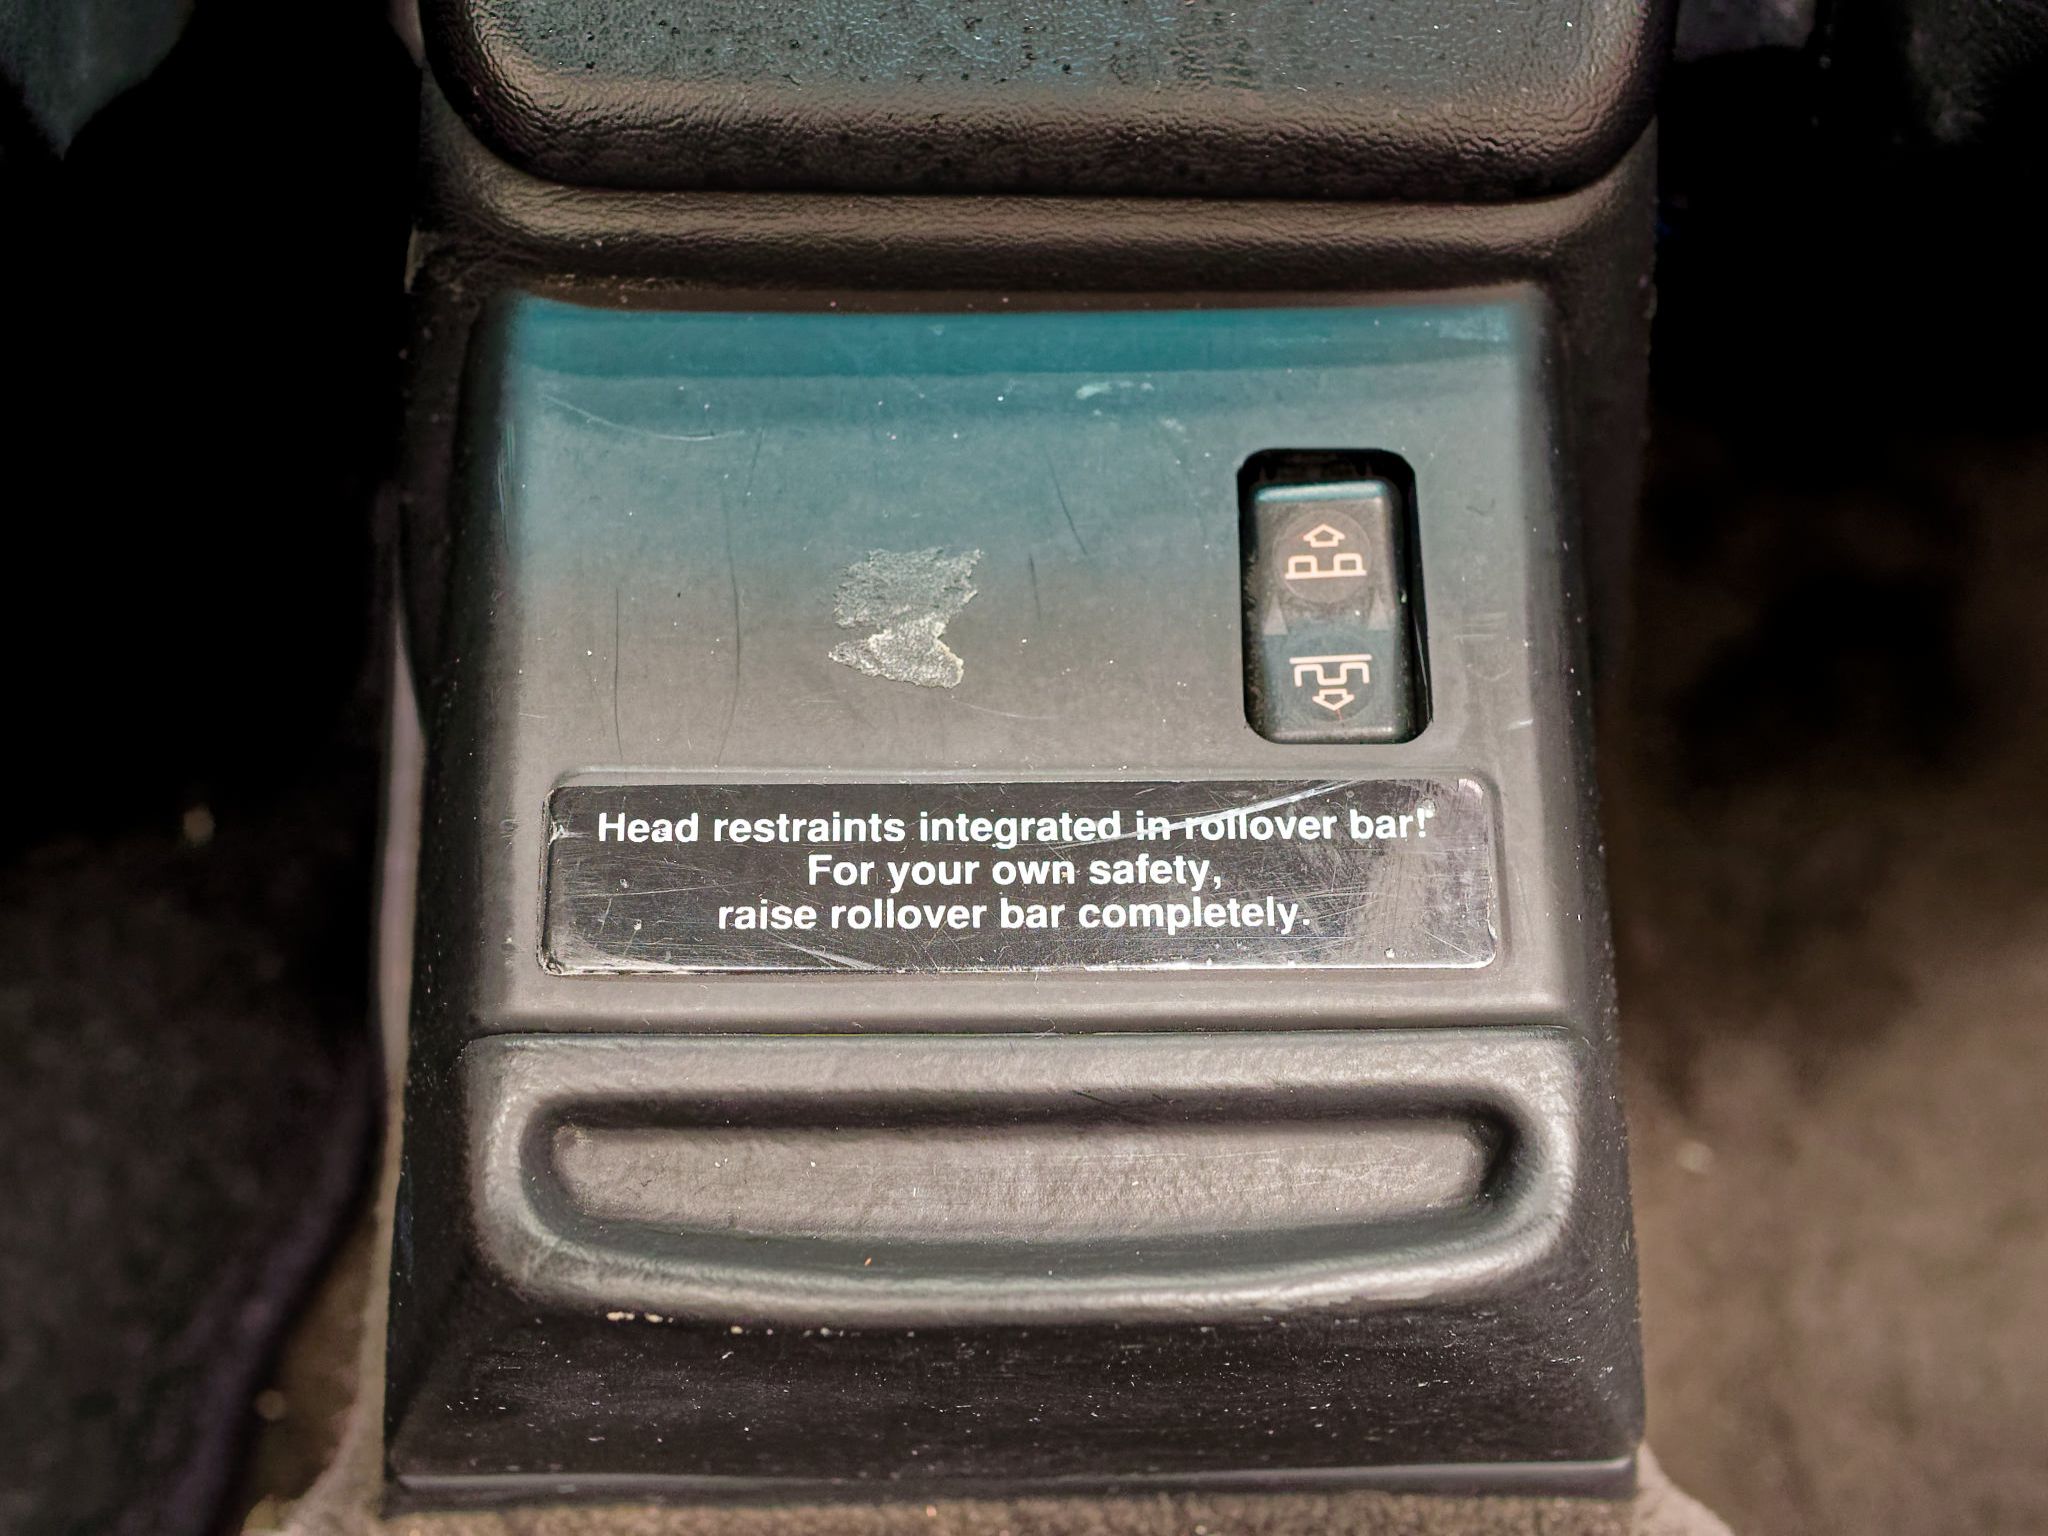 Head restraints integrated in rollover bar!
For your own safety,
raise rollover bar completely.